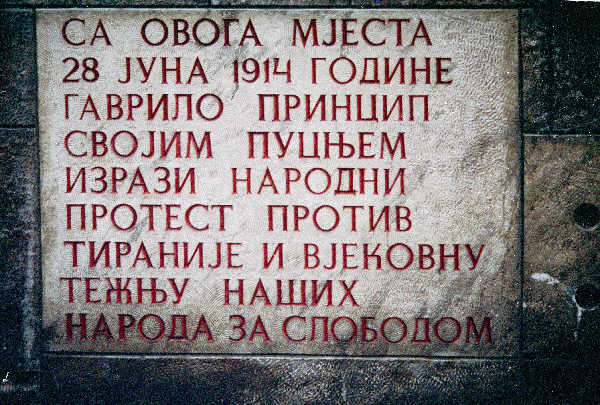 СА ОВОГА МЈЕСТА
28 ЈУНА 1914 ГОДИНЕ
ГАВРИЛО ПРИНЦИП
СВОЈИМ ПУЦЊЕМ
ИЗРАЗИ НАРОДНИ
ПРОТЕСТ ПРОТИВ
ТИРАНИЈЕ И ВЈЕКОВНУ
ТЕЖЊУ НАШИХ
НАРОДА ЗА СЛОБОДОМ